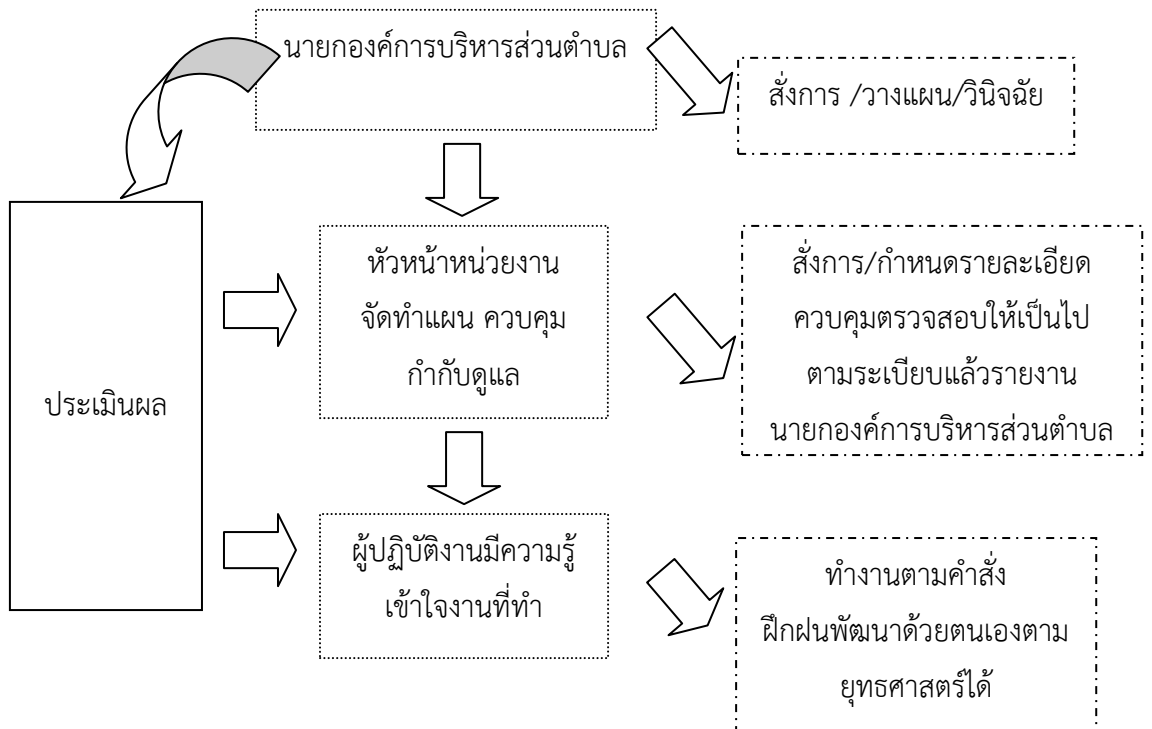 นายกองค์การบริหารส่วนตำบล
สั่งการ /วางแผน/วินิจฉัย
หัวหน้าหน่วยงาน
จัดทำแผน ควบคุม
กำกับดูแล
สั่งการ/กำหนดรายละเอียด
ควบคุมตรวจสอบให้เป็นไป
ตามระเบียบแล้วรายงาน
นายกองค์การบริหารส่วนตำบล
ประเมินผล
ผู้ปฏิบัติงานมีความรู้
เข้าใจงานที่ทำ
ทำงานตามคำสั่ง
ฝึกฝนพัฒนาด้วยตนเองตาม
ยุทธศาสตร์ได้